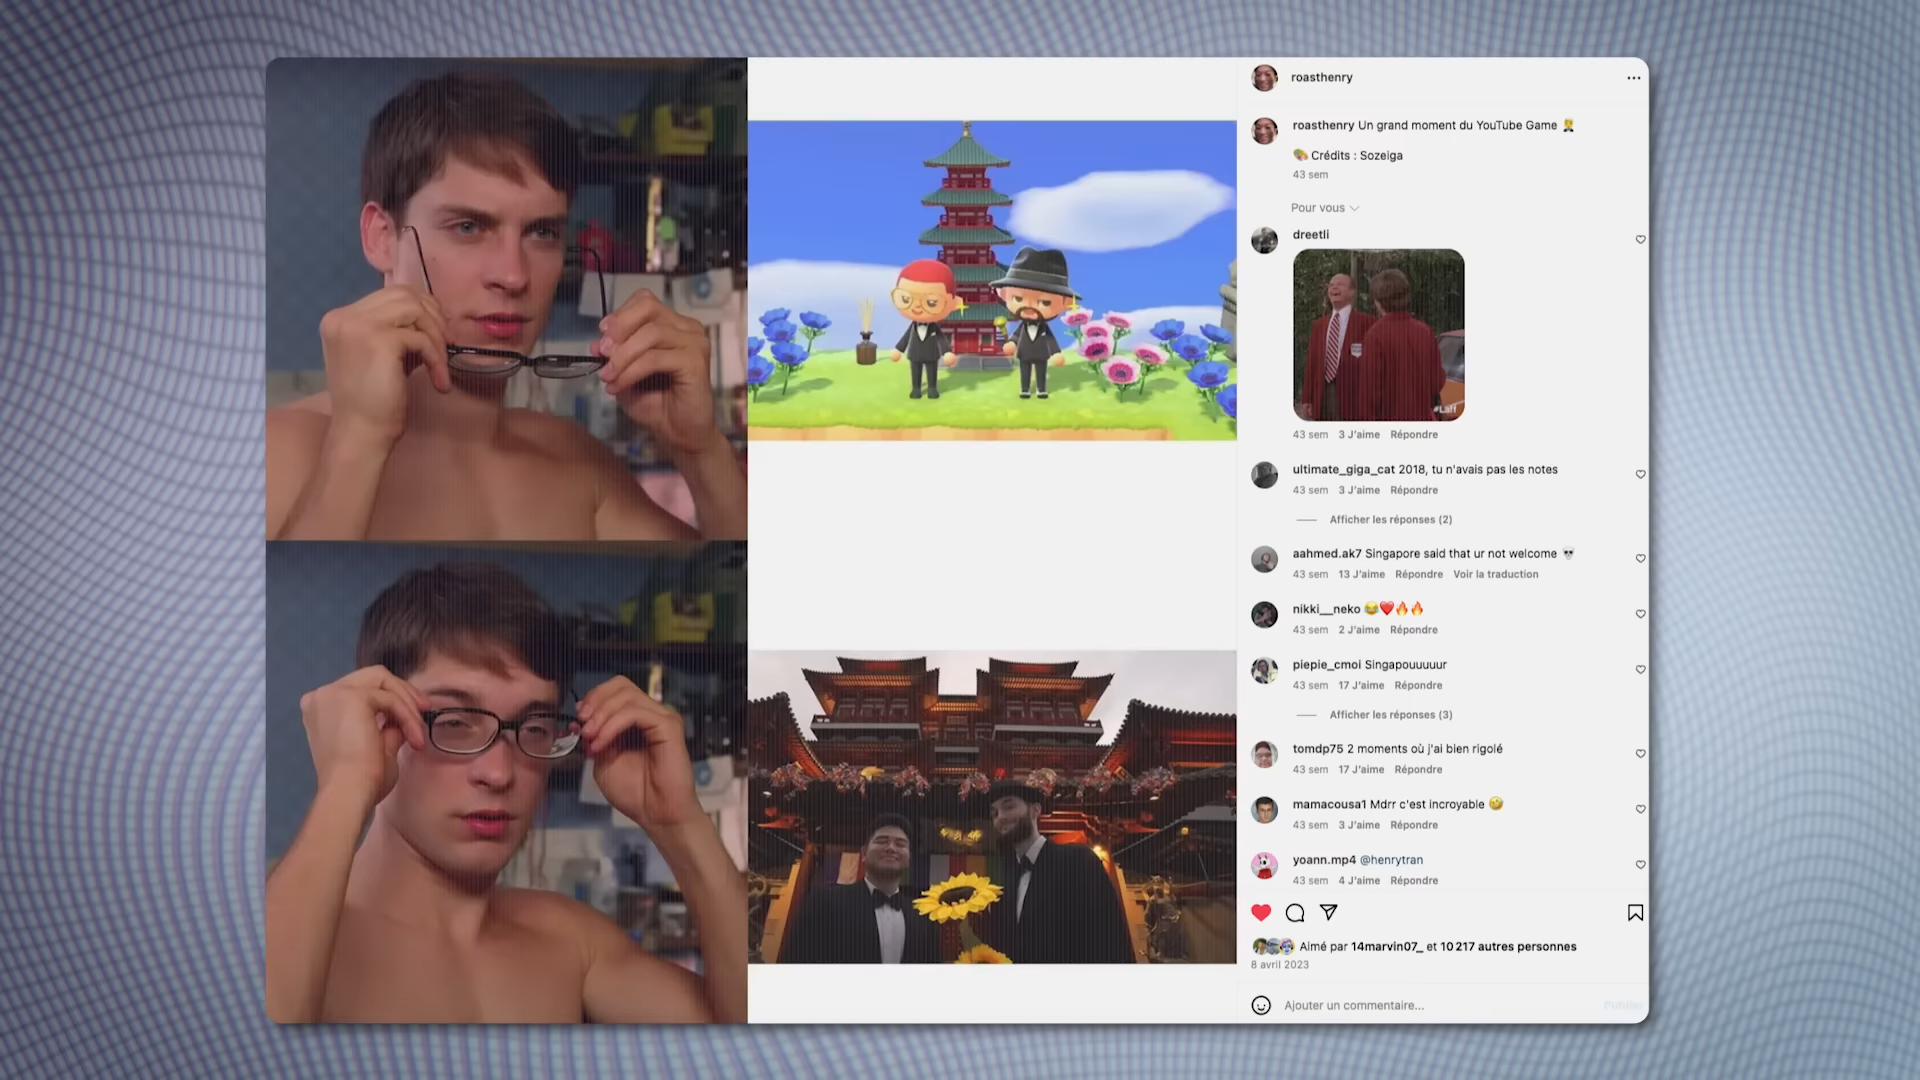 roasthenry
roasthenry Un grand moment du YouTube Game
Crédits : Sozeiga
43 sem
Pour vous
dreetli
#Laff
43 sem 3 J'aime Répondre
ultimate_giga_cat 2018, tu n'avais pas les notes
43 sem 3 J'aime Répondre
Afficher les réponses (2)
aahmed.ak7 Singapore said that ur not welcome 💀
43 sem 13 J'aime Répondre Voir la traduction
nikki__neko 😂❤️🔥🔥
43 sem 2 J'aime Répondre
piepie_cmoi Singapouuuuur
43 sem 17 J'aime Répondre
Afficher les réponses (3)
tomdp75 2 moments où j'ai bien rigolé
43 sem 17 J'aime Répondre
mamacousa1 Mdrr c'est incroyable 🤣
43 sem 3 J'aime Répondre
yoann.mp4 @henrytran
43 sem 4 J'aime Répondre
Aimé par 14marvin07_ et 10 217 autres personnes
8 avril 2023
Ajouter un commentaire... Publier